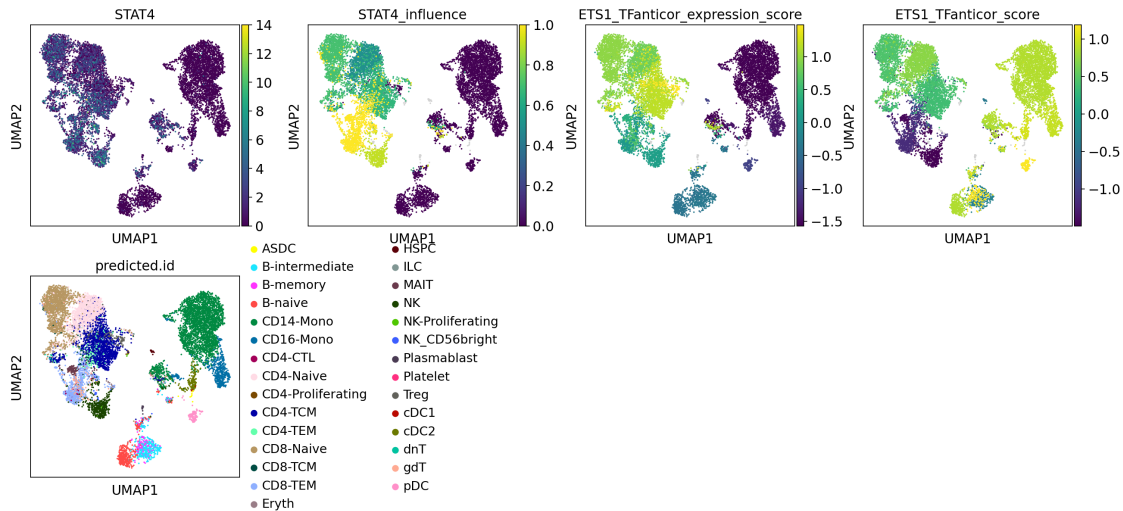 STAT4
STAT4_influence
ETS1_TFanticor_expression_score
ETS1_TFanticor_score
UMAP2
UMAP1
14
12
10
8
6
4
2
0
UMAP2
UMAP1
1.0
0.8
0.6
0.4
0.2
0.0
UMAP2
UMAP1
1.0
0.5
0.0
−0.5
−1.0
−1.5
UMAP2
UMAP1
1.0
0.5
0.0
−0.5
−1.0
predicted.id
UMAP2
UMAP1
ASDC
B-intermediate
B-memory
B-naive
CD14-Mono
CD16-Mono
CD4-CTL
CD4-Naive
CD4-Proliferating
CD4-TCM
CD4-TEM
CD8-Naive
CD8-TCM
CD8-TEM
Eryth
HSPC
ILC
MAIT
NK
NK-Proliferating
NK_CD56bright
Plasmablast
Platelet
Treg
cDC1
cDC2
dnT
gdT
pDC